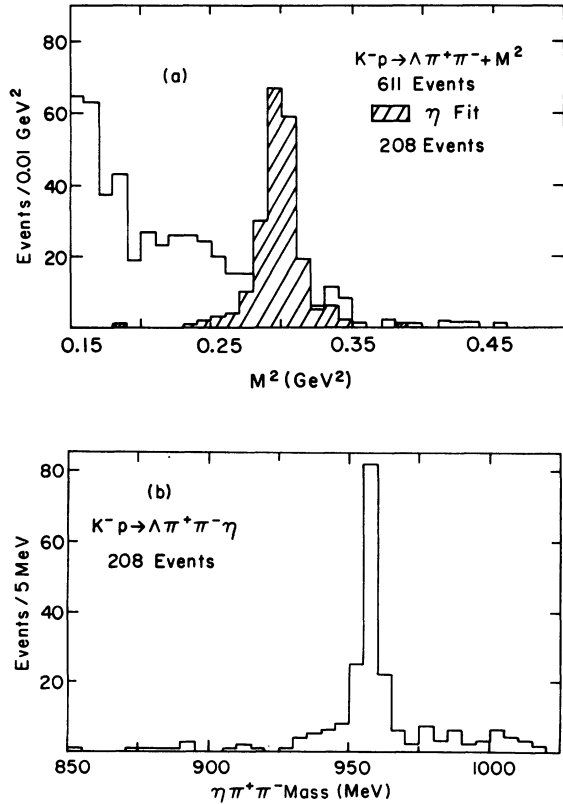 (a)
K⁻p→Λπ⁺π⁻+M²
611 Events
η Fit
208 Events
Events/0.01 GeV²
80
60
40
20
0.15
0.25
0.35
0.45
M² (GeV²)
(b)
K⁻p→Λπ⁺π⁻η
208 Events
Events/5 MeV
80
60
40
20
850
900
950
1000
ηπ⁺π⁻Mass (MeV)